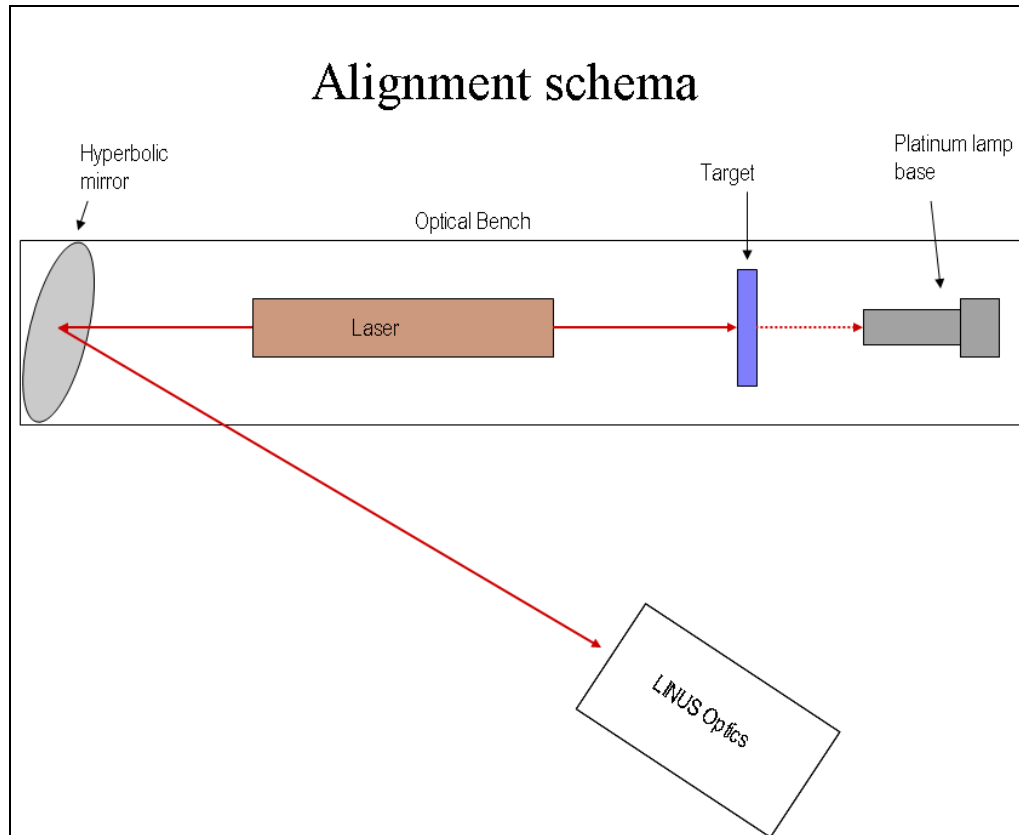 Alignment schema
Hyperbolic
mirror
Platinum lamp
base
Target
Optical Bench
Laser
LINUS Optics